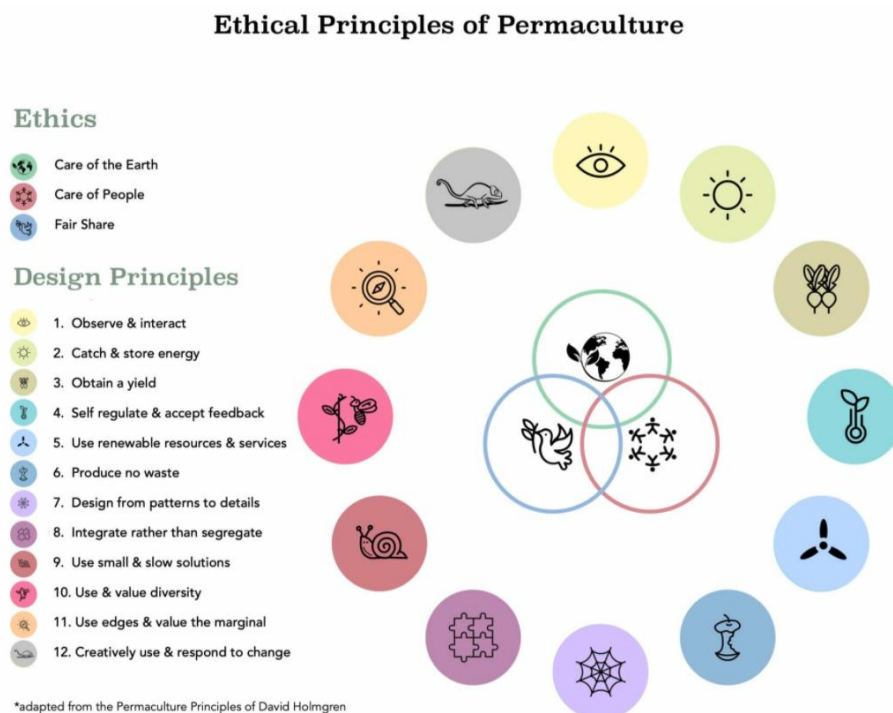 Ethical Principles of Permaculture
Ethics
Care of the Earth
Care of People
Fair Share
Design Principles
1. Observe & interact
2. Catch & store energy
3. Obtain a yield
4. Self regulate & accept feedback
5. Use renewable resources & services
6. Produce no waste
7. Design from patterns to details
8. Integrate rather than segregate
9. Use small & slow solutions
10. Use & value diversity
11. Use edges & value the marginal
12. Creatively use & respond to change
*adapted from the Permaculture Principles of David Holmgren